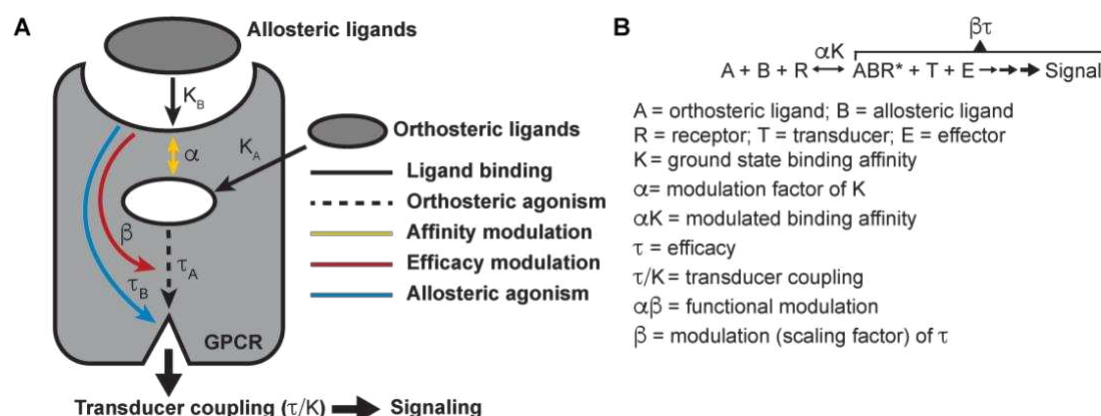 A
Allosteric ligands
K_B
Orthosteric ligands
α
K_A
Ligand binding
Orthosteric agonism
Affinity modulation
β
Efficacy modulation
τ_A
τ_B
Allosteric agonism
GPCR
Transducer coupling (τ/K) Signaling
B
βτ
αK
A + B + R ↔ ABR* + T + E → → → Signal
A = orthosteric ligand; B = allosteric ligand
R = receptor; T = transducer; E = effector
K = ground state binding affinity
α= modulation factor of K
αK = modulated binding affinity
τ = efficacy
τ/K = transducer coupling
αβ = functional modulation
β = modulation (scaling factor) of τ